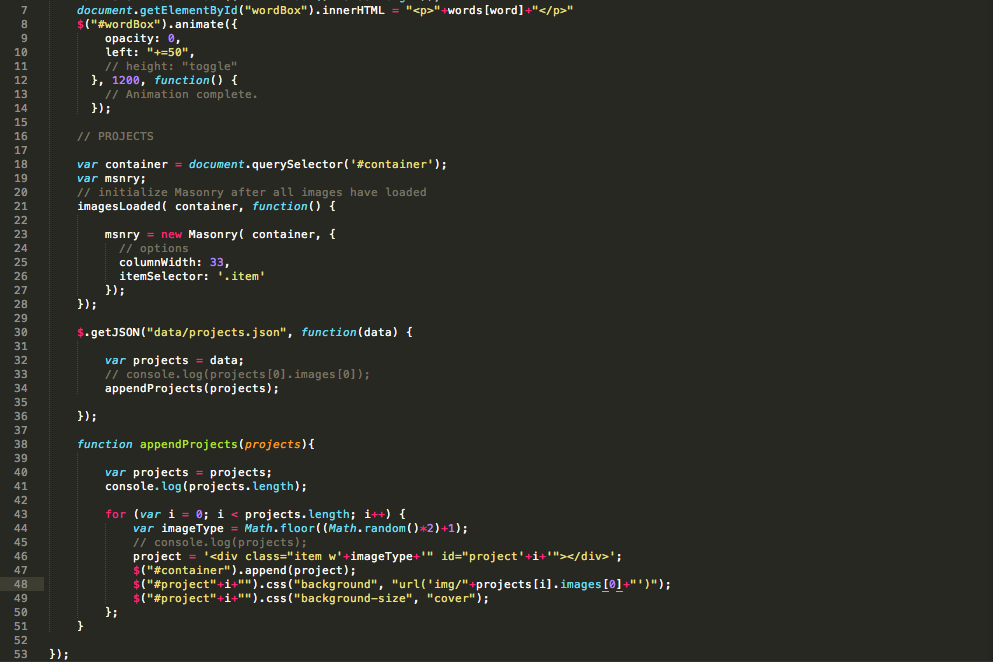 7 document.getElementById("wordBox").innerHTML = "<p>"+words[word]+"</p>"
8 $("#wordBox").animate({
9 opacity: 0,
10 left: "+=50",
11 // height: "toggle"
12 }, 1200, function() {
13 // Animation complete.
14 });
15
16 // PROJECTS
17
18 var container = document.querySelector('#container');
19 var msnry;
20 // initialize Masonry after all images have loaded
21 imagesLoaded( container, function() {
22
23 msnry = new Masonry( container, {
24 // options
25 columnWidth: 33,
26 itemSelector: '.item'
27 });
28 });
29
30 $.getJSON("data/projects.json", function(data) {
31
32 var projects = data;
33 // console.log(projects[0].images[0]);
34 appendProjects(projects);
35
36 });
37
38 function appendProjects(projects){
39
40 var projects = projects;
41 console.log(projects.length);
42
43 for (var i = 0; i < projects.length; i++) {
44 var imageType = Math.floor((Math.random()*2)+1);
45 // console.log(projects);
46 project = '<div class="item w'+imageType+'" id="project'+i+'"></div>';
47 $("#container").append(project);
48 $("#project"+i+"").css("background", "url('img/"+projects[i].images[0]+"')");
49 $("#project"+i+"").css("background-size", "cover");
50 };
51 }
52
53 });